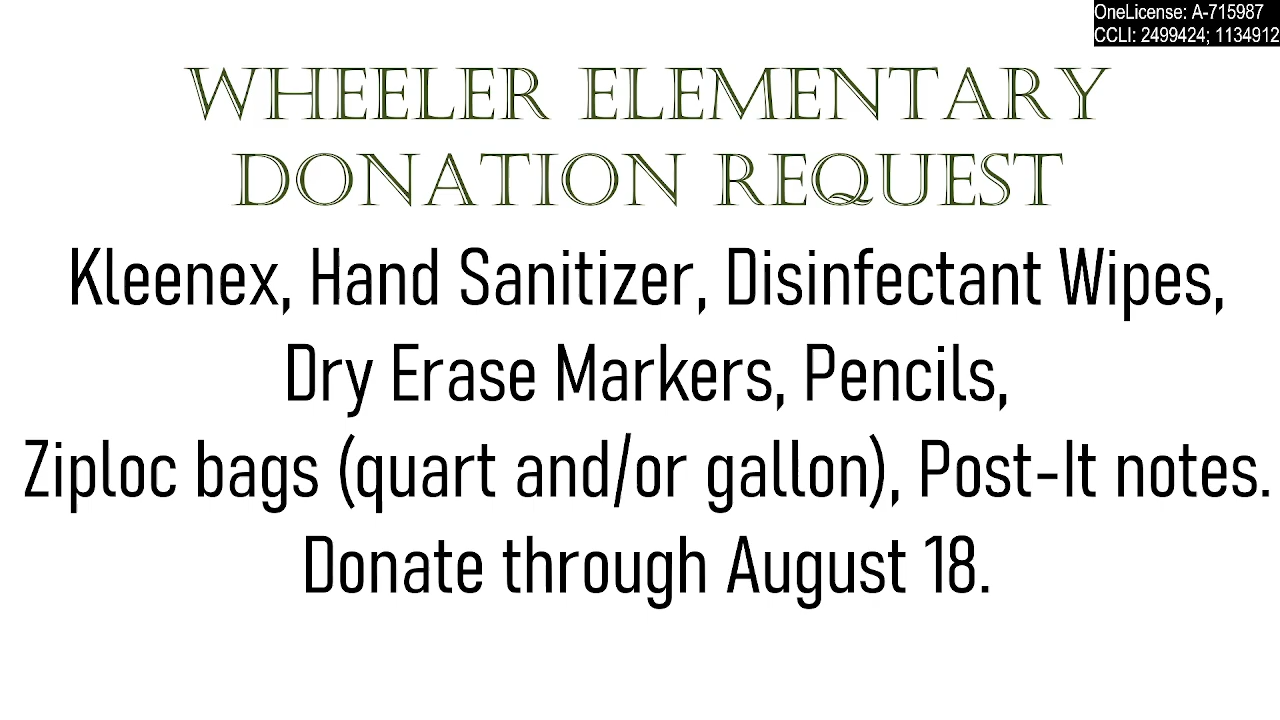 OneLicense: A-715987
CCLI: 2499424; 1134912
WHEELER ELEMENTARY
DONATION REQUEST
Kleenex, Hand Sanitizer, Disinfectant Wipes,
Dry Erase Markers, Pencils,
Ziploc bags (quart and/or gallon), Post-It notes.
Donate through August 18.